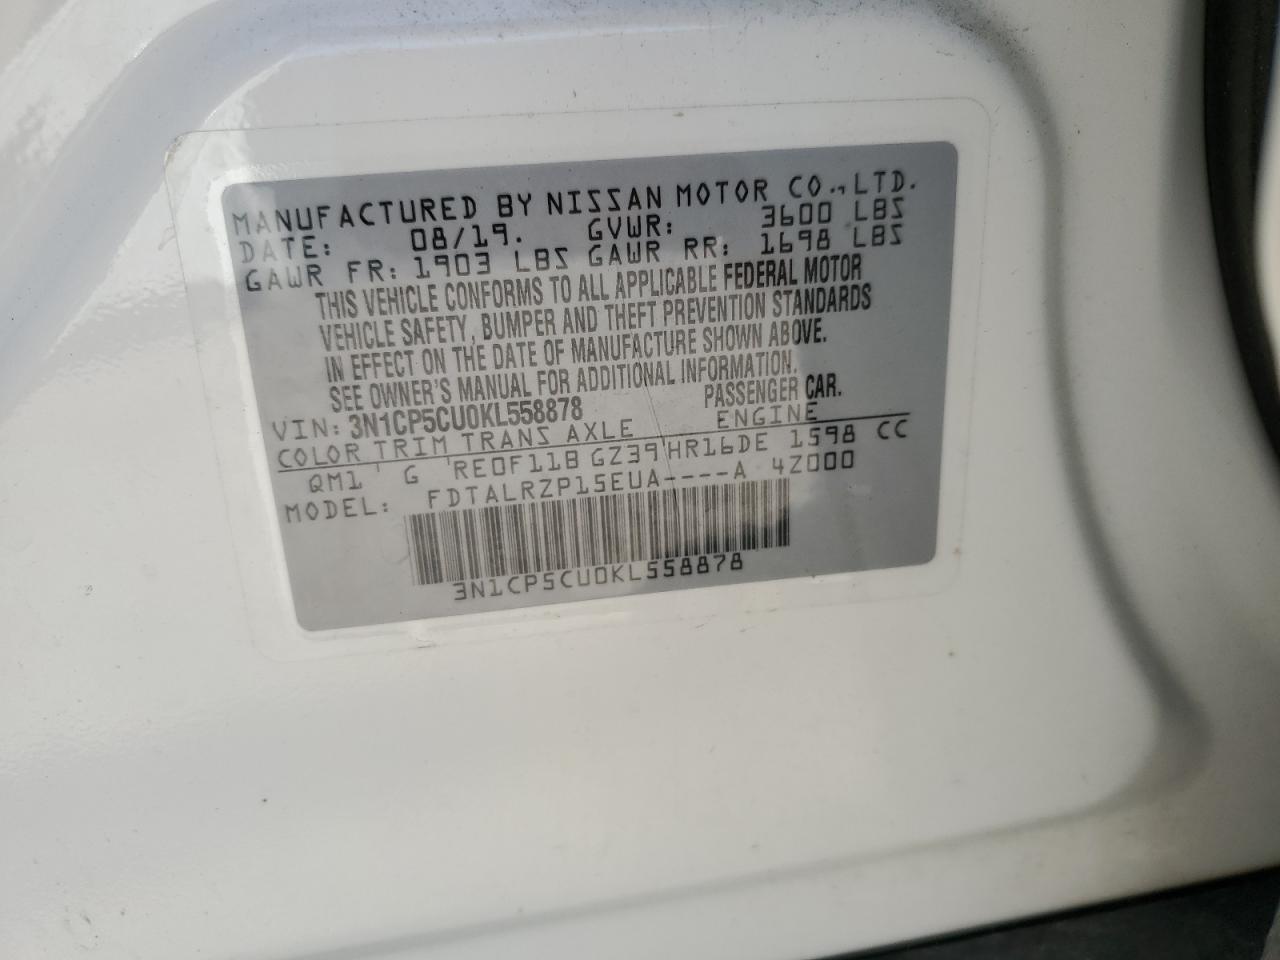 MANUFACTURED BY NISSAN MOTOR CO., LTD.
DATE: 08/19. GVWR: 3600 LBS
GAWR FR: 1903 LBS GAWR RR: 1698 LBS
THIS VEHICLE CONFORMS TO ALL APPLICABLE FEDERAL MOTOR
VEHICLE SAFETY, BUMPER AND THEFT PREVENTION STANDARDS
IN EFFECT ON THE DATE OF MANUFACTURE SHOWN ABOVE.
SEE OWNER'S MANUAL FOR ADDITIONAL INFORMATION.
VIN: 3N1CP5CU0KL558878 PASSENGER CAR.
COLOR TRIM TRANS AXLE ENGINE
QM1 G RE0F11B GZ39 HR16DE 1598 CC
MODEL: FDTALRZP15EUA----A 4Z000
3N1CP5CU0KL558878